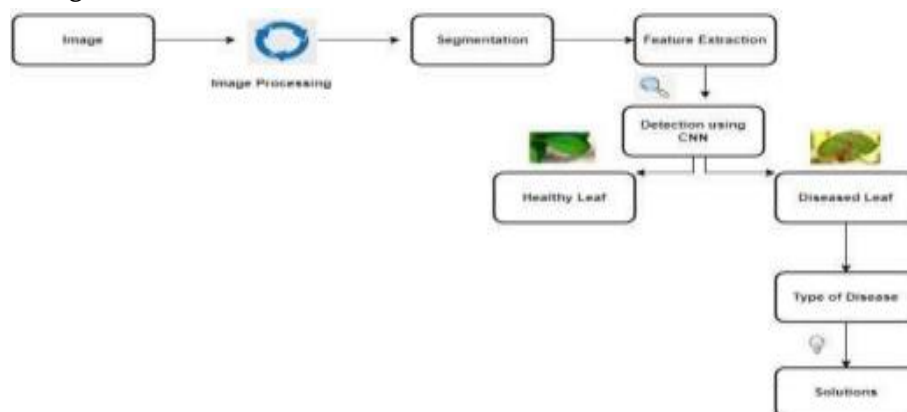 Image
Image Processing
Segmentation
Feature Extraction
Detection using
CNN
Healthy Leaf
Diseased Leaf
Type of Disease
Solutions